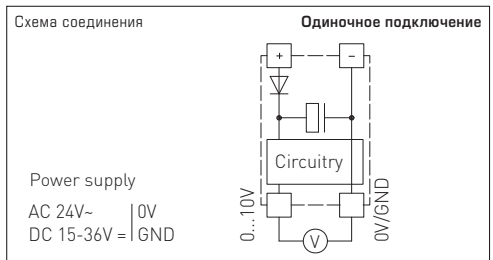 Схема соединения
Одиночное подключение
+ −
Circuitry
Power supply
AC 24V~ | 0V
DC 15-36V = | GND
0...10V
0V/GND
V